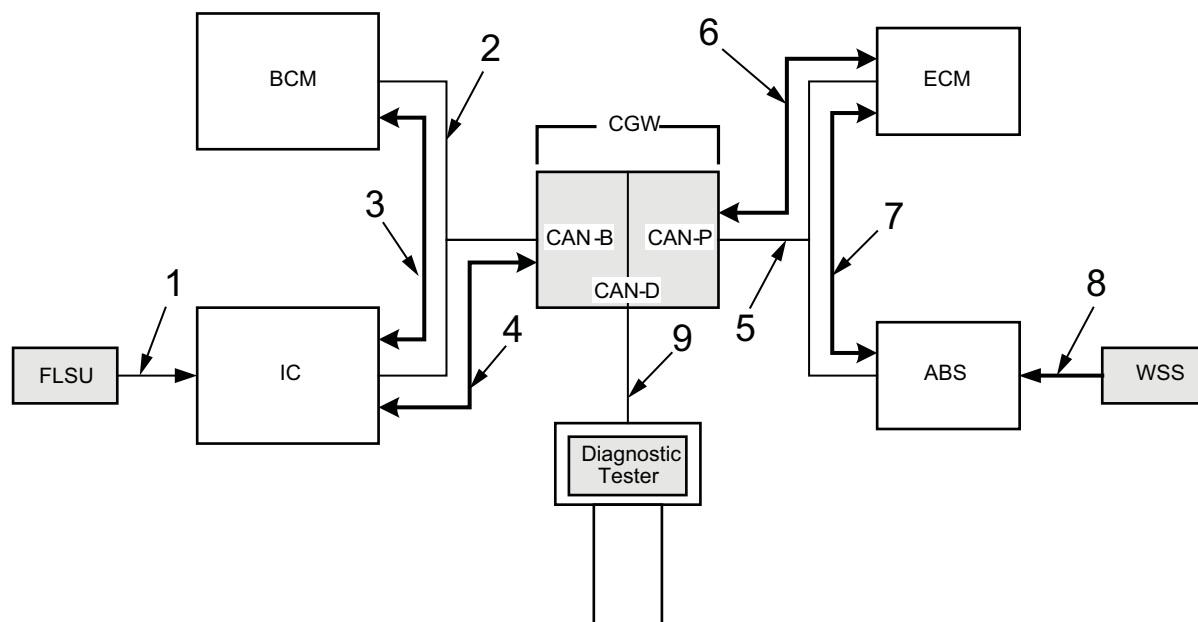 2
6
BCM
ECM
CGW
3
CAN-B
CAN-P
7
CAN-D
1
4
5
8
FLSU
IC
9
ABS
WSS
Diagnostic
Tester